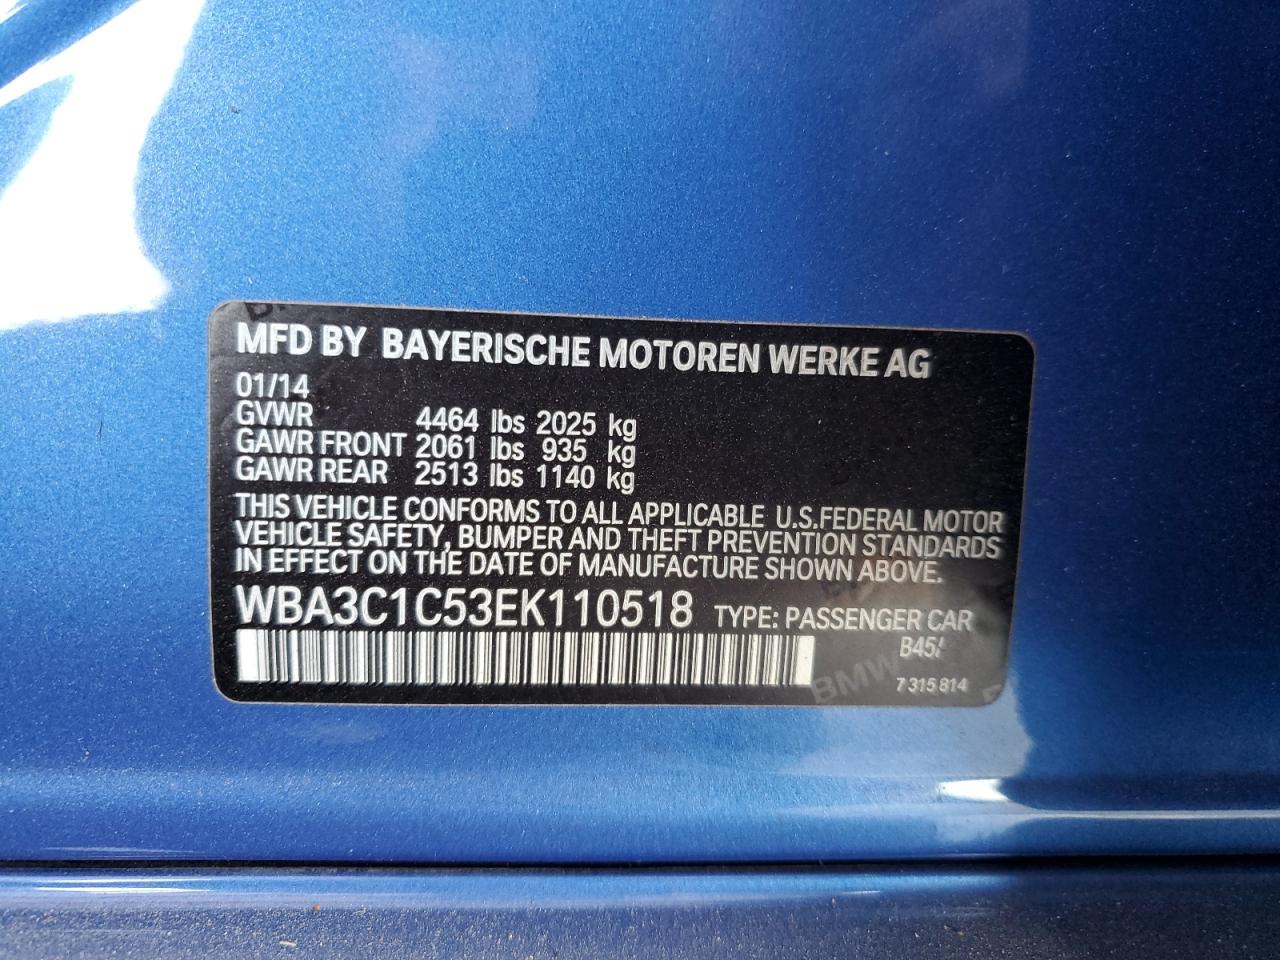 MFD BY BAYERISCHE MOTOREN WERKE AG
01/14
GVWR 4464 lbs 2025 kg
GAWR FRONT 2061 lbs 935 kg
GAWR REAR 2513 lbs 1140 kg
THIS VEHICLE CONFORMS TO ALL APPLICABLE U.S.FEDERAL MOTOR
VEHICLE SAFETY, BUMPER AND THEFT PREVENTION STANDARDS
IN EFFECT ON THE DATE OF MANUFACTURE SHOWN ABOVE.
WBA3C1C53EK110518 TYPE: PASSENGER CAR
BMW
7 315 814